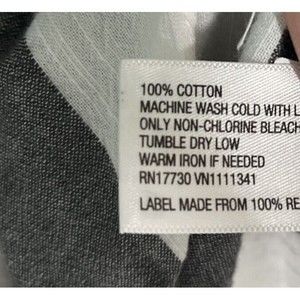 100% COTTON
MACHINE WASH COLD WITH L
ONLY NON-CHLORINE BLEACH
TUMBLE DRY LOW
WARM IRON IF NEEDED
RN17730 VN1111341
LABEL MADE FROM 100% RE